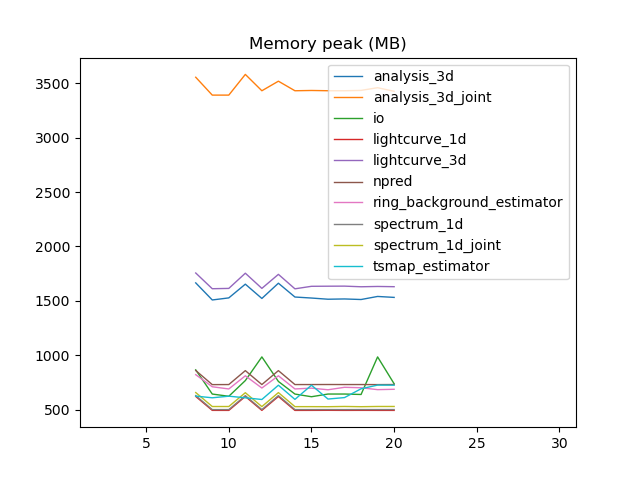 Memory peak (MB)
3500
3000
2500
2000
1500
1000
500
analysis_3d
analysis_3d_joint
io
lightcurve_1d
lightcurve_3d
npred
ring_background_estimator
spectrum_1d
spectrum_1d_joint
tsmap_estimator
5
10
15
20
25
30